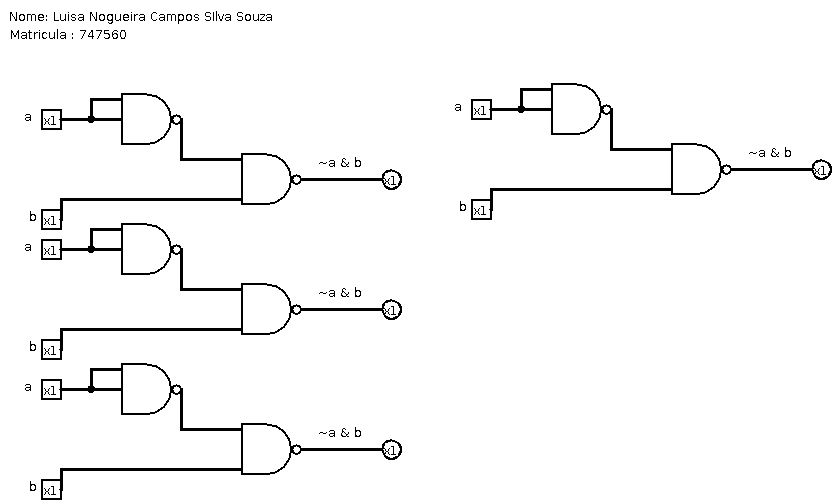 Nome: Luisa Nogueira Campos SIlva Souza
Matricula : 747560
a x1
~a & b
x1
b x1
a x1
~a & b
x1
b x1
a x1
~a & b
x1
b x1
a x1
~a & b
x1
b x1